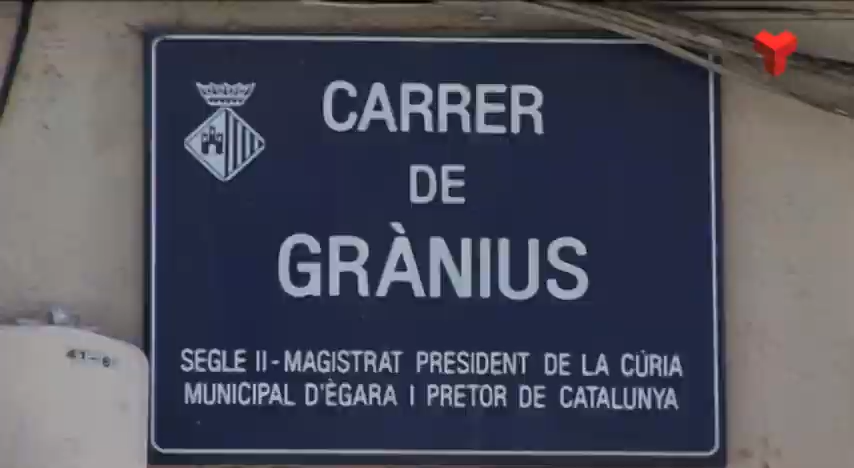 CARRER
DE
GRÀNIUS
SEGLE II-MAGISTRAT PRESIDENT DE LA CÚRIA
MUNICIPAL D'ÈGARA I PRETOR DE CATALUNYA